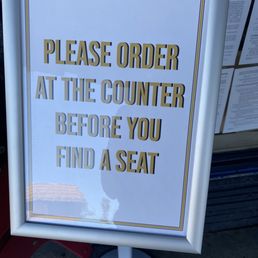 PLEASE ORDER
AT THE COUNTER
BEFORE YOU
FIND A SEAT